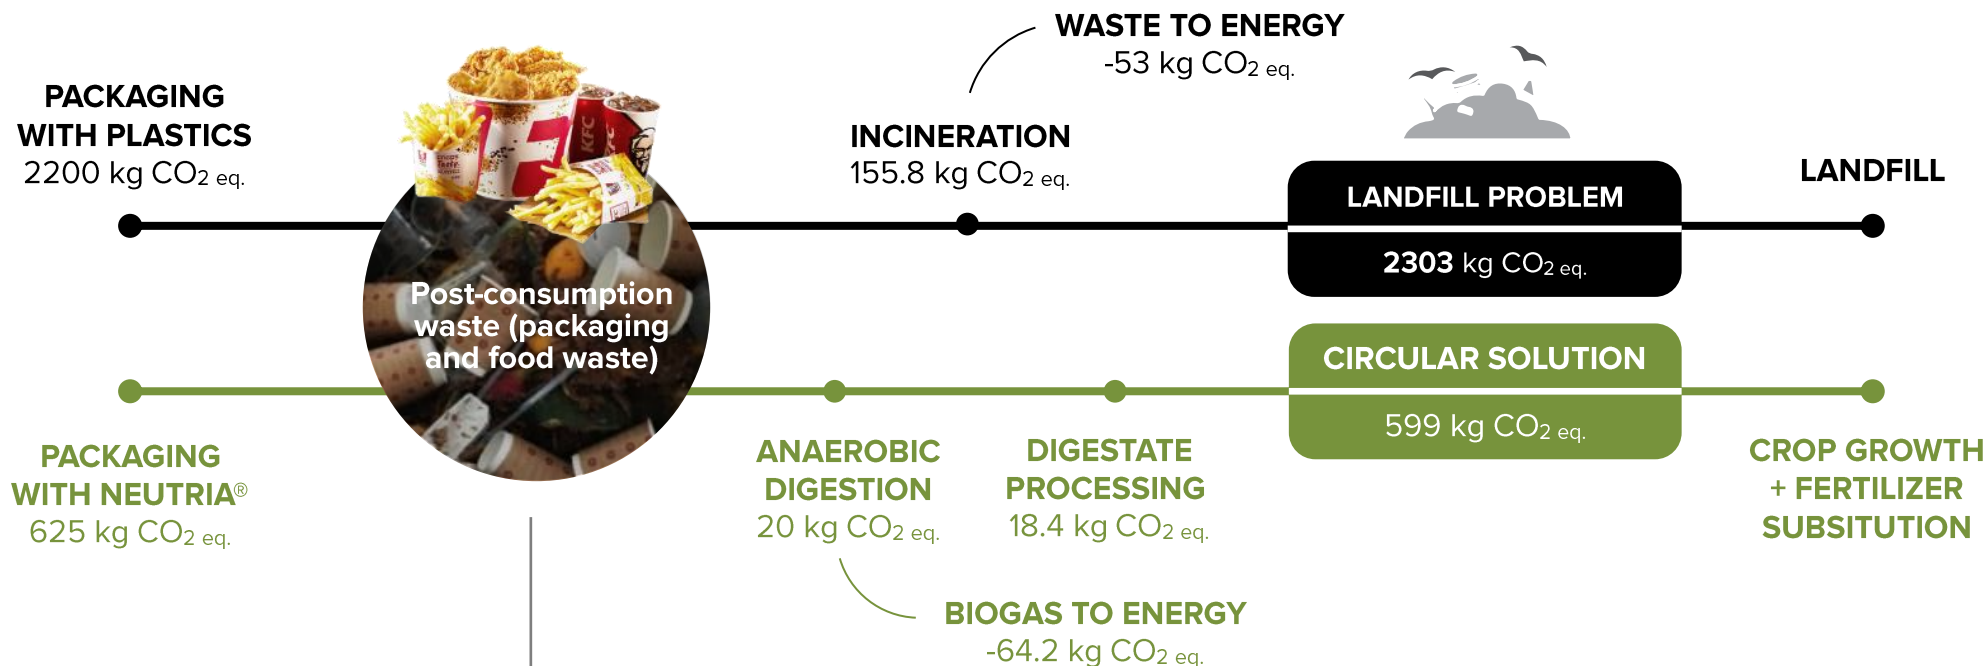 WASTE TO ENERGY
-53 kg CO2 eq.
PACKAGING
WITH PLASTICS
2200 kg CO2 eq.
INCINERATION
155.8 kg CO2 eq.
LANDFILL PROBLEM
2303 kg CO2 eq.
LANDFILL
KFC
Post-consumption
waste (packaging
and food waste)
CIRCULAR SOLUTION
599 kg CO2 eq.
PACKAGING
WITH NEUTRIA®
625 kg CO2 eq.
ANAEROBIC
DIGESTION
20 kg CO2 eq.
DIGESTATE
PROCESSING
18.4 kg CO2 eq.
CROP GROWTH
+ FERTILIZER
SUBSITUTION
BIOGAS TO ENERGY
-64.2 kg CO2 eq.